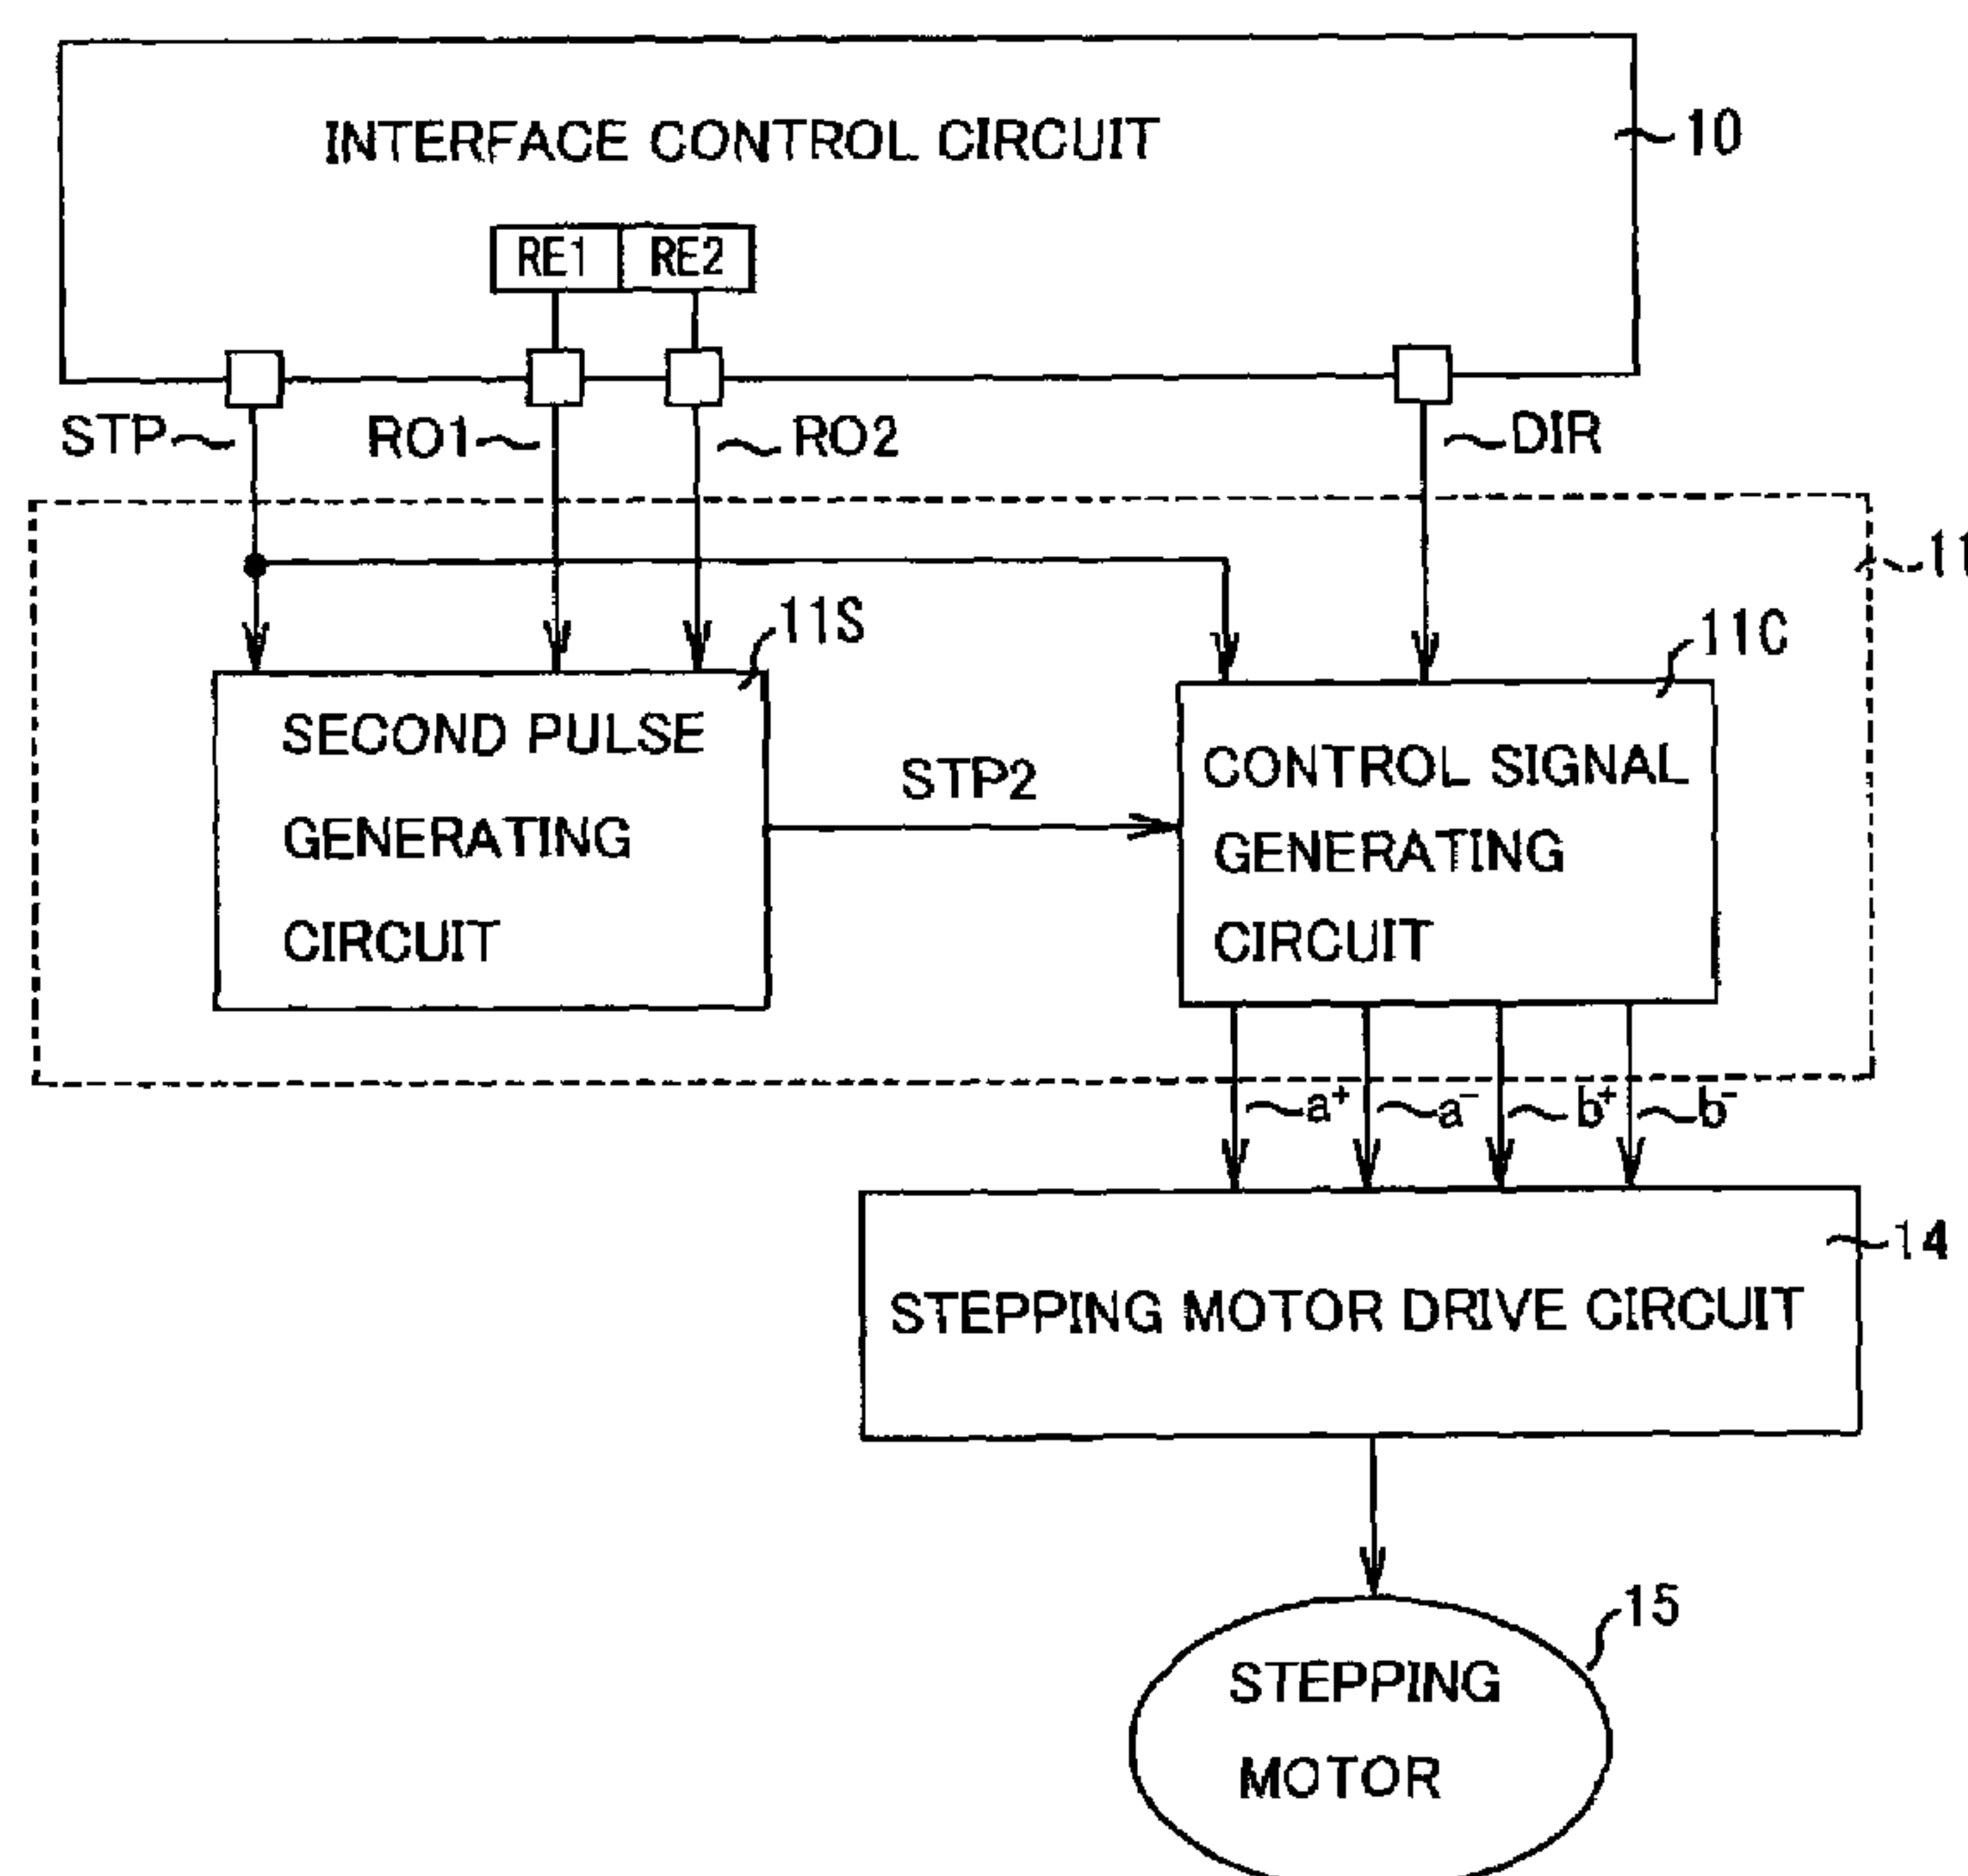 INTERFACE CONTROL CIRCUIT
10
RE1 RE2
STP RO1 RO2 DIR
11
11S
11C
SECOND PULSE
GENERATING
CIRCUIT
STP2
CONTROL SIGNAL
GENERATING
CIRCUIT
a⁺ a⁻ b⁺ b⁻
14
STEPPING MOTOR DRIVE CIRCUIT
15
STEPPING
MOTOR